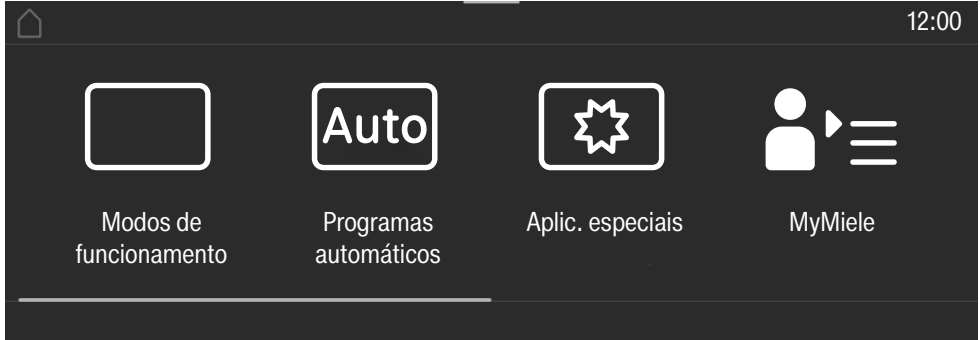 12:00
Auto
Modos de
funcionamento
Programas
automáticos
Aplic. especiais
MyMiele